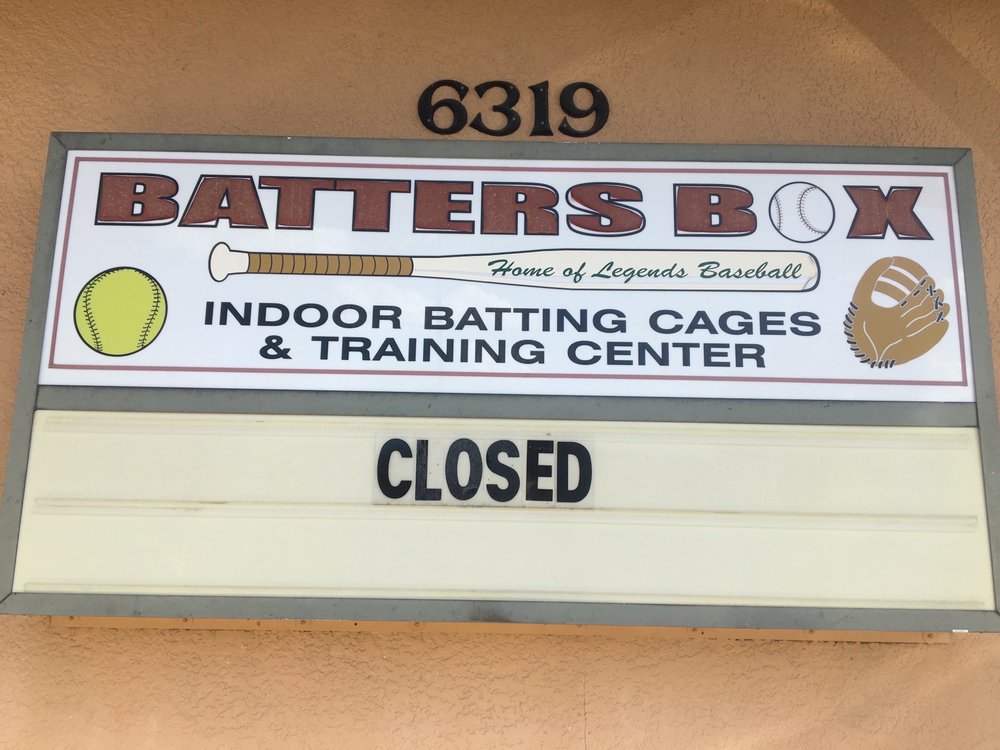 6319
BATTERS BOX
Home of Legends Baseball
INDOOR BATTING CAGES
& TRAINING CENTER
CLOSED